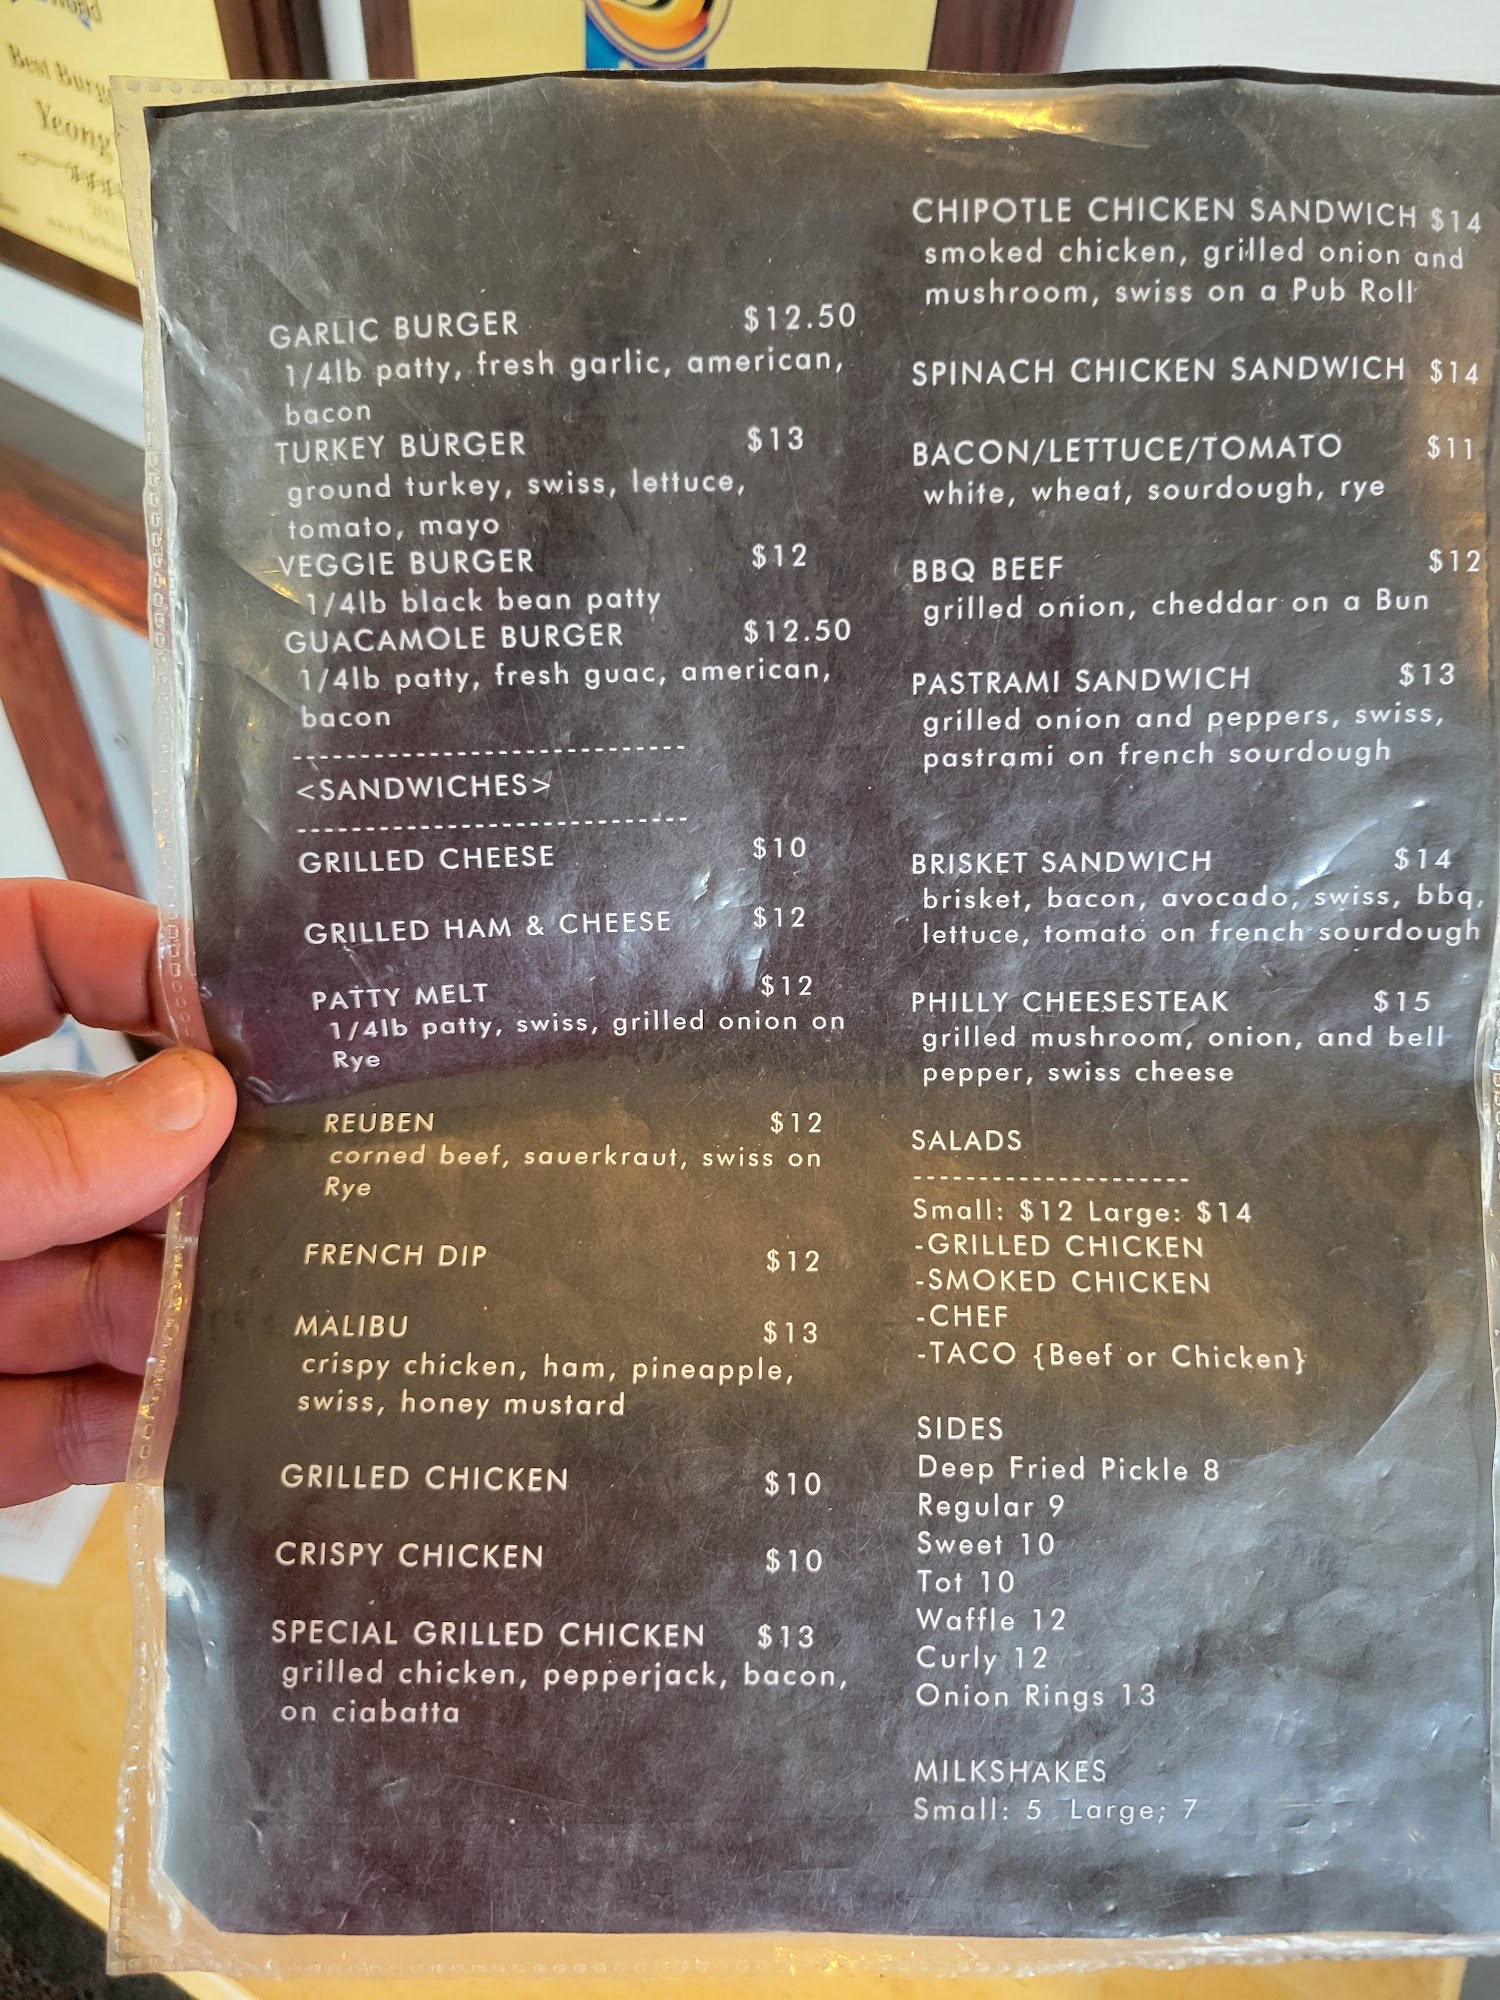 World
Best Burg
Yeong
GARLIC BURGER $12.50
1/4lb patty, fresh garlic, american,
bacon
TURKEY BURGER $13
ground turkey, swiss, lettuce,
tomato, mayo
VEGGIE BURGER $12
1/4lb black bean patty
GUACAMOLE BURGER $12.50
1/4lb patty, fresh guac, american,
bacon
------------------------------
<SANDWICHES>
------------------------------
GRILLED CHEESE $10
GRILLED HAM & CHEESE $12
PATTY MELT $12
1/4lb patty, swiss, grilled onion on
Rye
REUBEN $12
corned beef, sauerkraut, swiss on
Rye
FRENCH DIP $12
MALIBU $13
crispy chicken, ham, pineapple,
swiss, honey mustard
GRILLED CHICKEN $10
CRISPY CHICKEN $10
SPECIAL GRILLED CHICKEN $13
grilled chicken, pepperjack, bacon,
on ciabatta
CHIPOTLE CHICKEN SANDWICH $14
smoked chicken, grilled onion and
mushroom, swiss on a Pub Roll
SPINACH CHICKEN SANDWICH $14
BACON/LETTUCE/TOMATO $11
white, wheat, sourdough, rye
BBQ BEEF $12
grilled onion, cheddar on a Bun
PASTRAMI SANDWICH $13
grilled onion and peppers, swiss,
pastrami on french sourdough
BRISKET SANDWICH $14
brisket, bacon, avocado, swiss, bbq,
lettuce, tomato on french sourdough
PHILLY CHEESESTEAK $15
grilled mushroom, onion, and bell
pepper, swiss cheese
SALADS
---------------------
Small: $12 Large: $14
-GRILLED CHICKEN
-SMOKED CHICKEN
-CHEF
-TACO {Beef or Chicken}
SIDES
Deep Fried Pickle 8
Regular 9
Sweet 10
Tot 10
Waffle 12
Curly 12
Onion Rings 13
MILKSHAKES
Small: 5 Large; 7